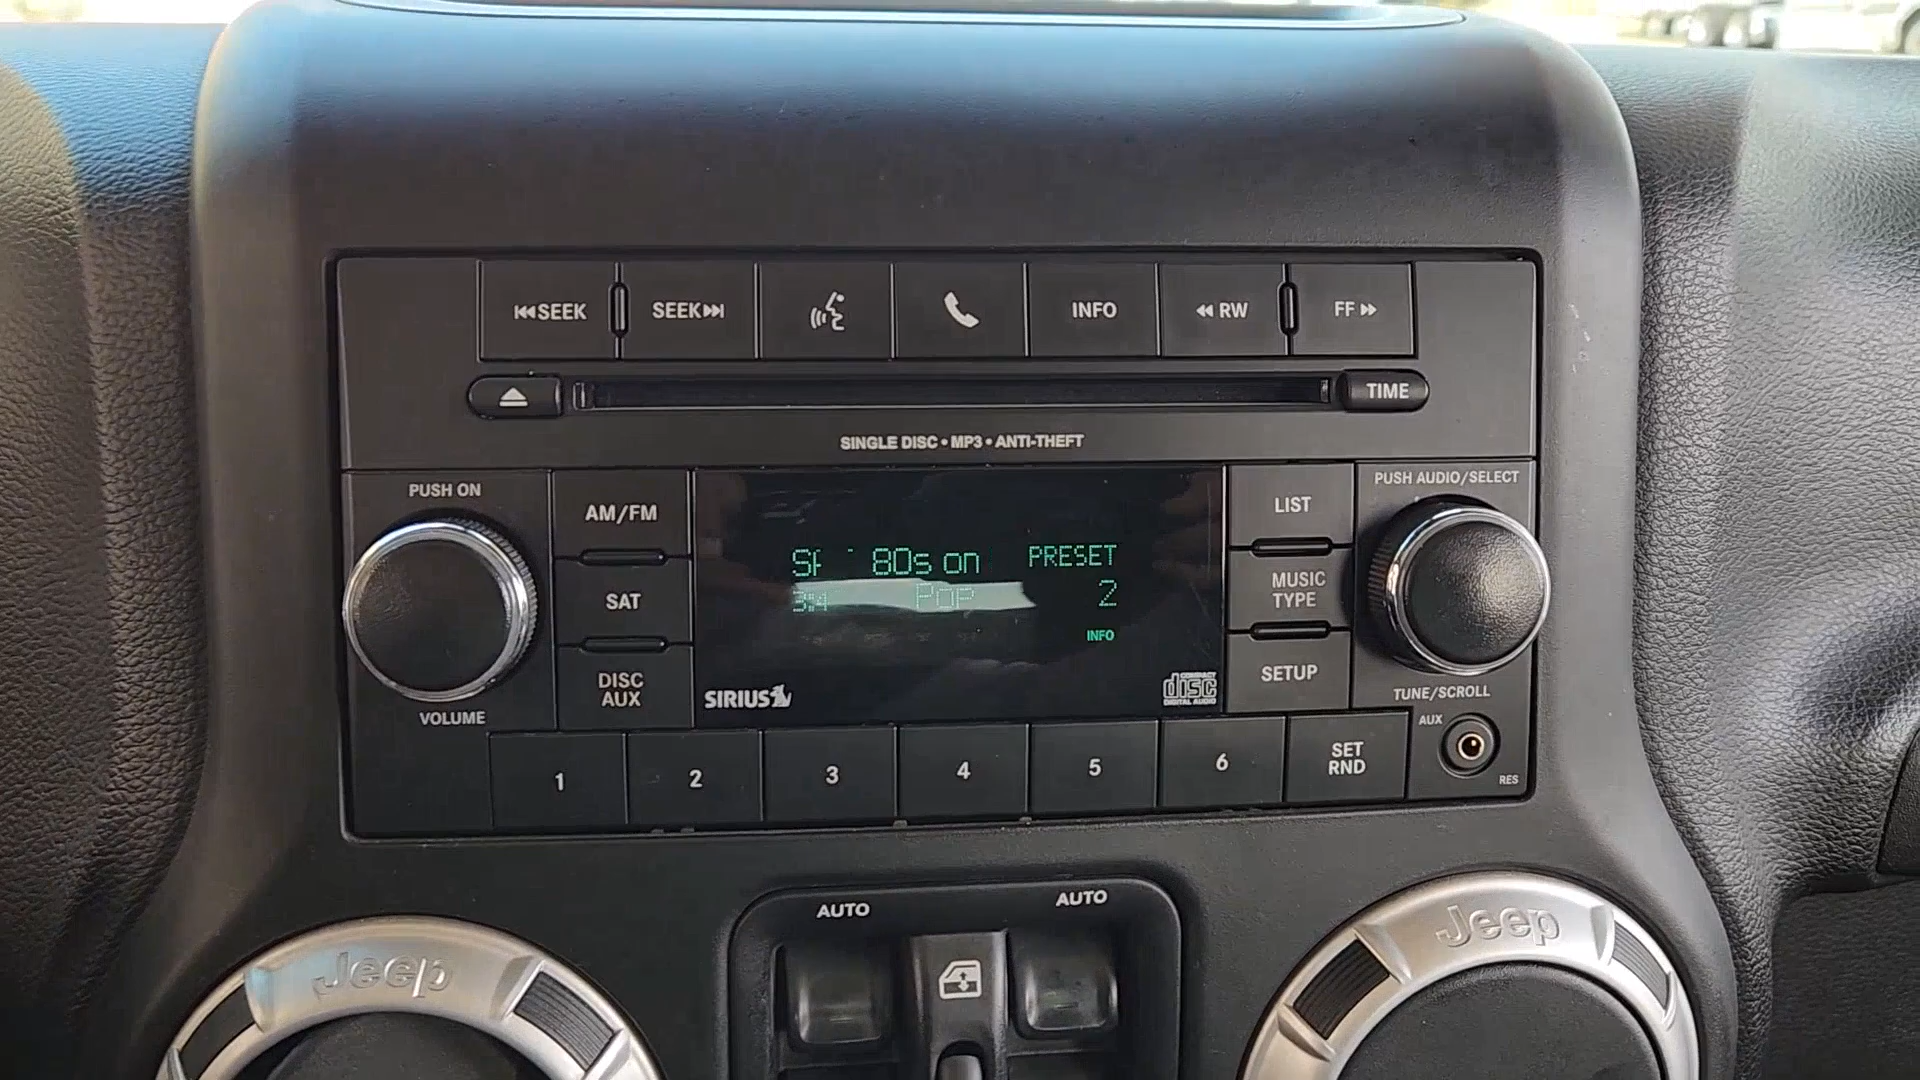 SEEK
SEEK
INFO
RW
FF
TIME
SINGLE DISC • MP3 • ANTI-THEFT
PUSH ON
PUSH AUDIO/SELECT
AM/FM
LIST
80s on PRESET
SAT
Pop 2
MUSIC
TYPE
INFO
DISC
AUX
SETUP
SIRIUS
COMPACT
disc
DIGITAL AUDIO
VOLUME
TUNE/SCROLL
AUX
RES
1
2
3
4
5
6
SET
RND
AUTO
AUTO
Jeep
Jeep